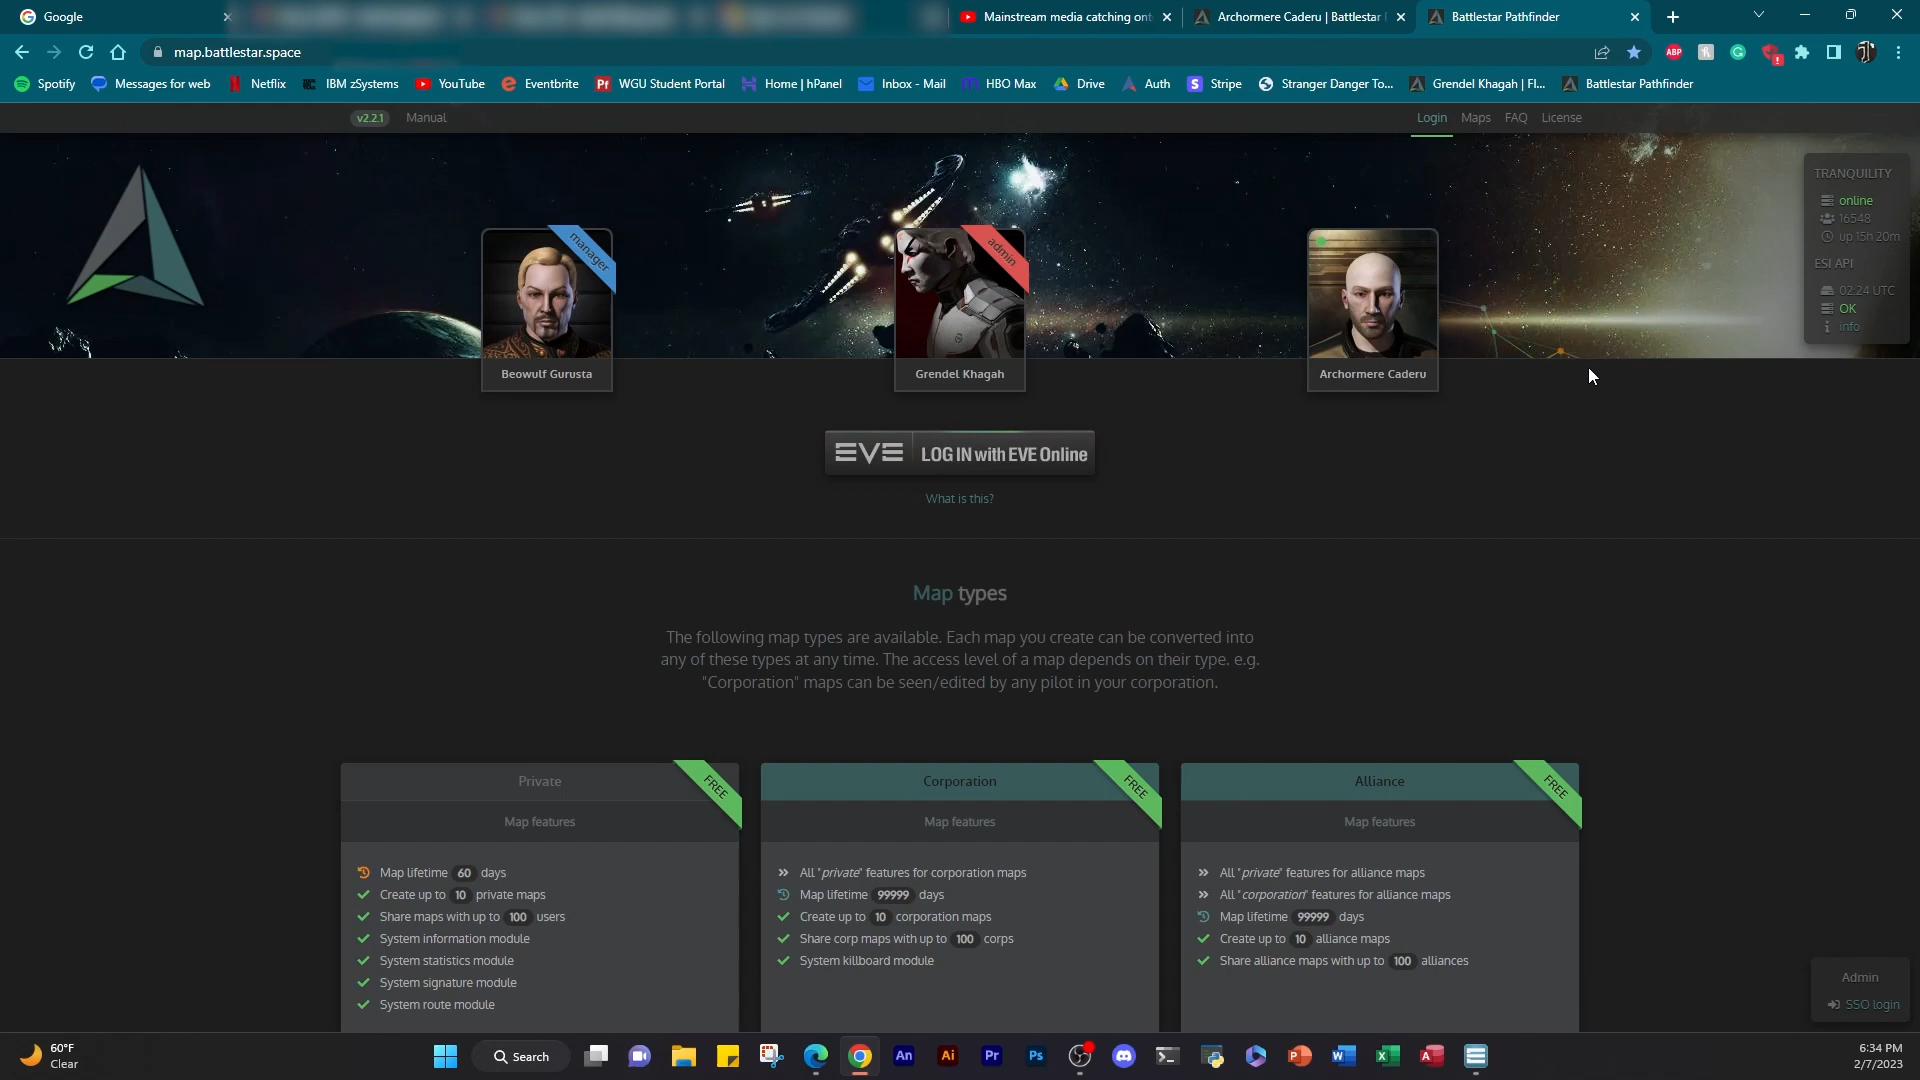 Google
Mainstream media catching ont
Archormere Caderu | Battlestar
Battlestar Pathfinder
map.battlestar.space
ABP
Spotify
Messages for web
Netflix
IBM zSystems
YouTube
Eventbrite
WGU Student Portal
Home | hPanel
Inbox - Mail
HBO Max
Drive
Auth
Stripe
Stranger Danger To...
Grendel Khagah | Fl...
Battlestar Pathfinder
v2.2.1
Manual
Login
Maps
FAQ
License
TRANQUILITY
online
16548
up 15h 20m
ESI API
02:24 UTC
OK
info
manager
admin
Beowulf Gurusta
Grendel Khagah
Archormere Caderu
EVE
LOG IN with EVE Online
What is this?
Map types
The following map types are available. Each map you create can be converted into
any of these types at any time. The access level of a map depends on their type. e.g.
"Corporation" maps can be seen/edited by any pilot in your corporation.
Private
FREE
Map features
Map lifetime 60 days
Create up to 10 private maps
Share maps with up to 100 users
System information module
System statistics module
System signature module
System route module
Corporation
FREE
Map features
All "private" features for corporation maps
Map lifetime 99999 days
Create up to 10 corporation maps
Share corp maps with up to 100 corps
System killboard module
Alliance
FREE
Map features
All "private" features for alliance maps
All "corporation" features for alliance maps
Map lifetime 99999 days
Create up to 10 alliance maps
Share alliance maps with up to 100 alliances
Admin
SSO login
60°F
Clear
Search
An
Ai
Pr
Ps
6:34 PM
2/7/2023